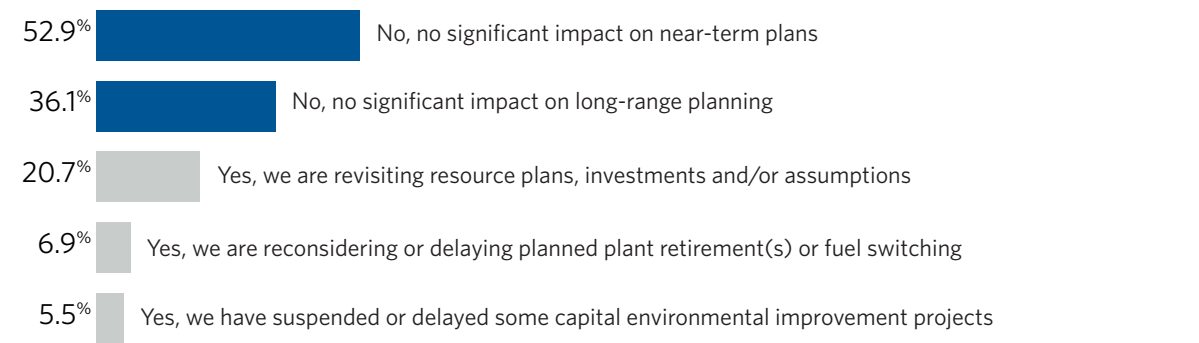 52.9% No, no significant impact on near-term plans
36.1% No, no significant impact on long-range planning
20.7% Yes, we are revisiting resource plans, investments and/or assumptions
6.9% Yes, we are reconsidering or delaying planned plant retirement(s) or fuel switching
5.5% Yes, we have suspended or delayed some capital environmental improvement projects